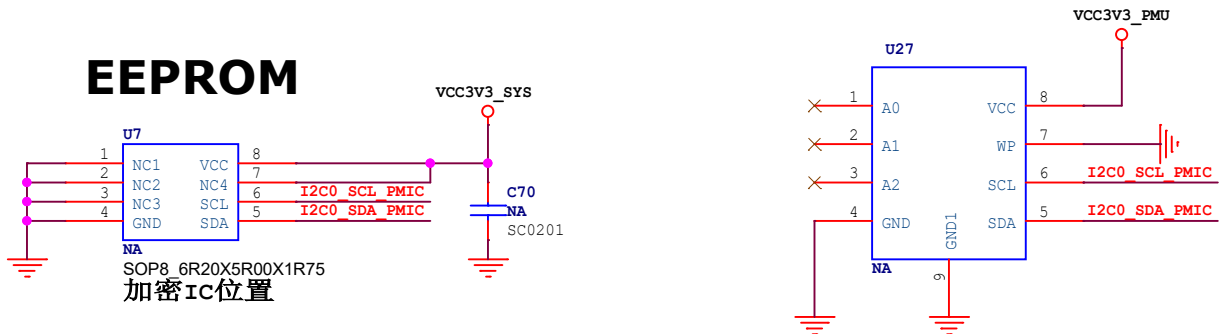 EEPROM
VCC3V3_SYS
U7
1 NC1 VCC 8
2 NC2 NC4 7
3 NC3 SCL 6 I2C0_SCL_PMIC
4 GND SDA 5 I2C0_SDA_PMIC
NA
SOP8_6R20X5R00X1R75
加密IC位置
C70
NA
SC0201
VCC3V3_PMU
U27
1 A0 VCC 8
2 A1 WP 7
3 A2 SCL 6 I2C0_SCL_PMIC
4 GND SDA 5 I2C0_SDA_PMIC
GND1
9
NA